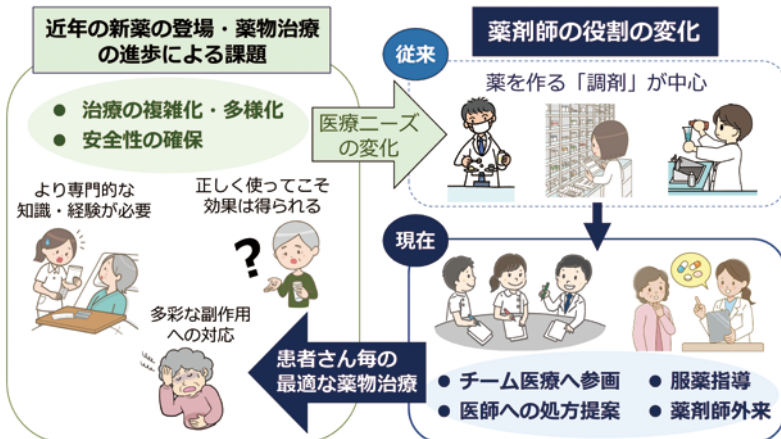 近年の新薬の登場・薬物治療
の進歩による課題
● 治療の複雑化・多様化
● 安全性の確保
より専門的な
知識・経験が必要
正しく使ってこそ
効果は得られる
?
多彩な副作用
への対応
医療ニーズ
の変化
薬剤師の役割の変化
従来
薬を作る「調剤」が中心
現在
● チーム医療へ参画
● 服薬指導
● 医師への処方提案
● 薬剤師外来
患者さん毎の
最適な薬物治療